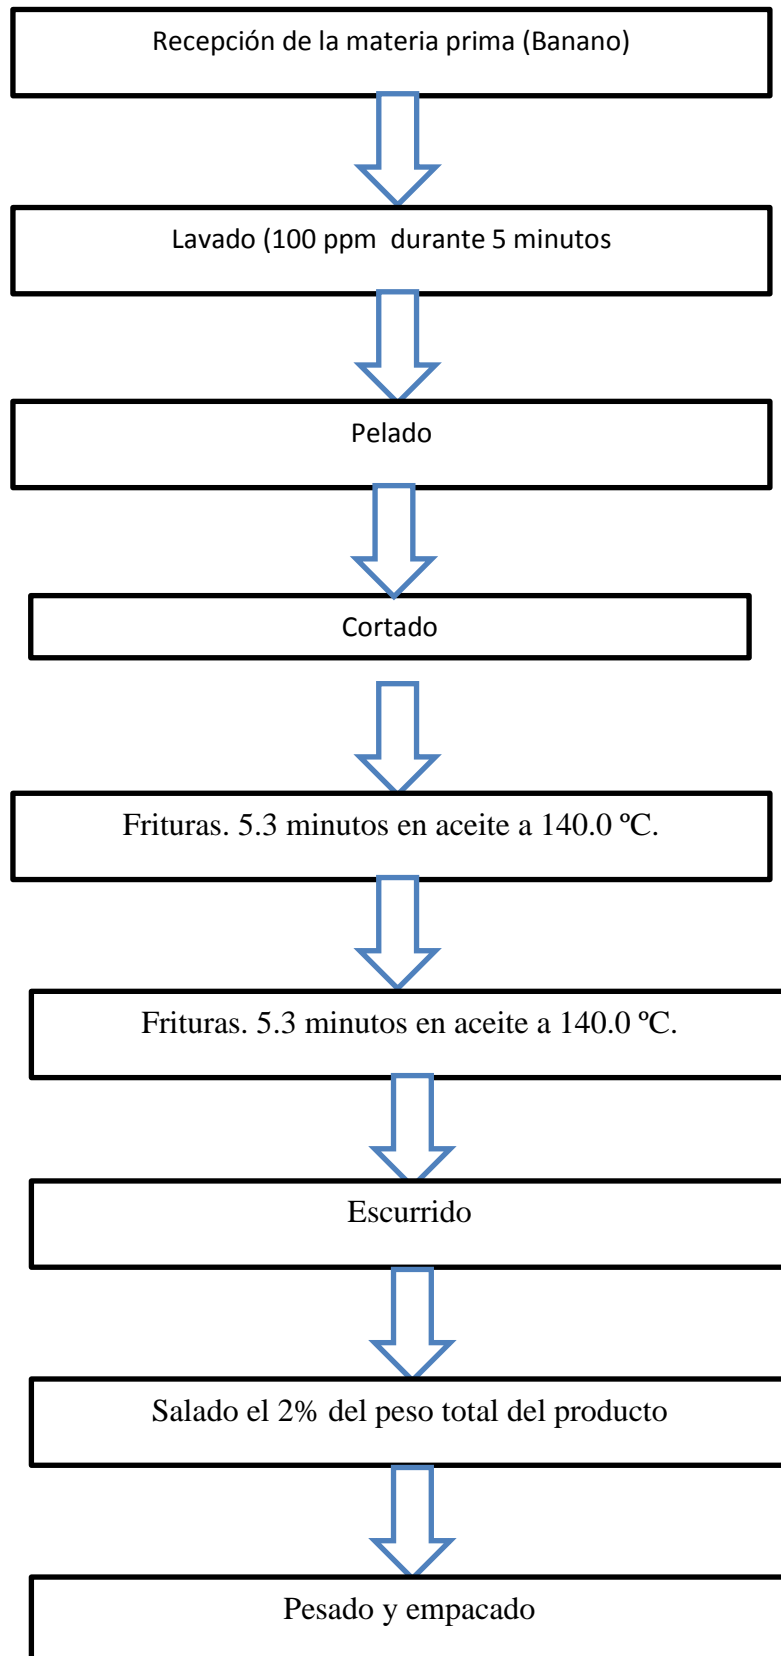 Recepción de la materia prima (Banano)
Lavado (100 ppm  durante 5 minutos
Pelado
Cortado
Frituras. 5.3 minutos en aceite a 140.0 ºC.
Frituras. 5.3 minutos en aceite a 140.0 ºC.
Escurrido
Salado el 2% del peso total del producto
Pesado y empacado